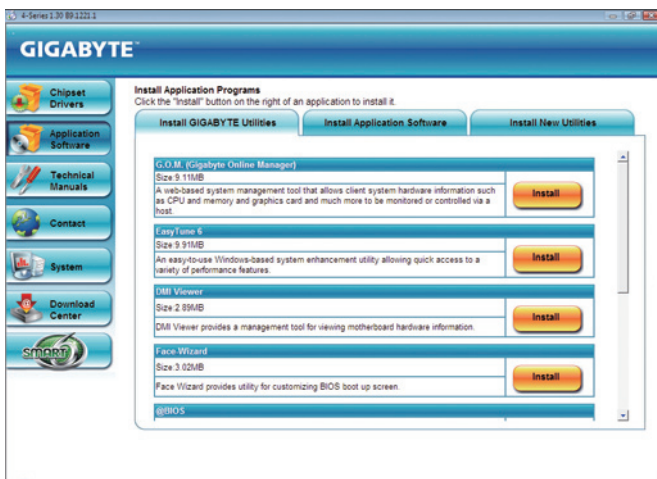 4-Series 1.30 B9.1221.1
GIGABYTE™
Chipset
Drivers
Application
Software
Technical
Manuals
Contact
System
Download
Center
SMART6
Install Application Programs
Click the "Install" button on the right of an application to install it.
Install GIGABYTE Utilities
Install Application Software
Install New Utilities
G.O.M. (Gigabyte Online Manager)
Size:9.11MB
A web-based system management tool that allows client system hardware information such
as CPU and memory and graphics card and much more to be monitored or controlled via a
host.
Install
EasyTune 6
Size:9.91MB
An easy-to-use Windows-based system enhancement utility allowing quick access to a
variety of performance features.
Install
DMI Viewer
Size:2.89MB
DMI Viewer provides a management tool for viewing motherboard hardware information.
Install
Face-Wizard
Size:3.02MB
Face Wizard provides utility for customizing BIOS boot up screen.
Install
@BIOS